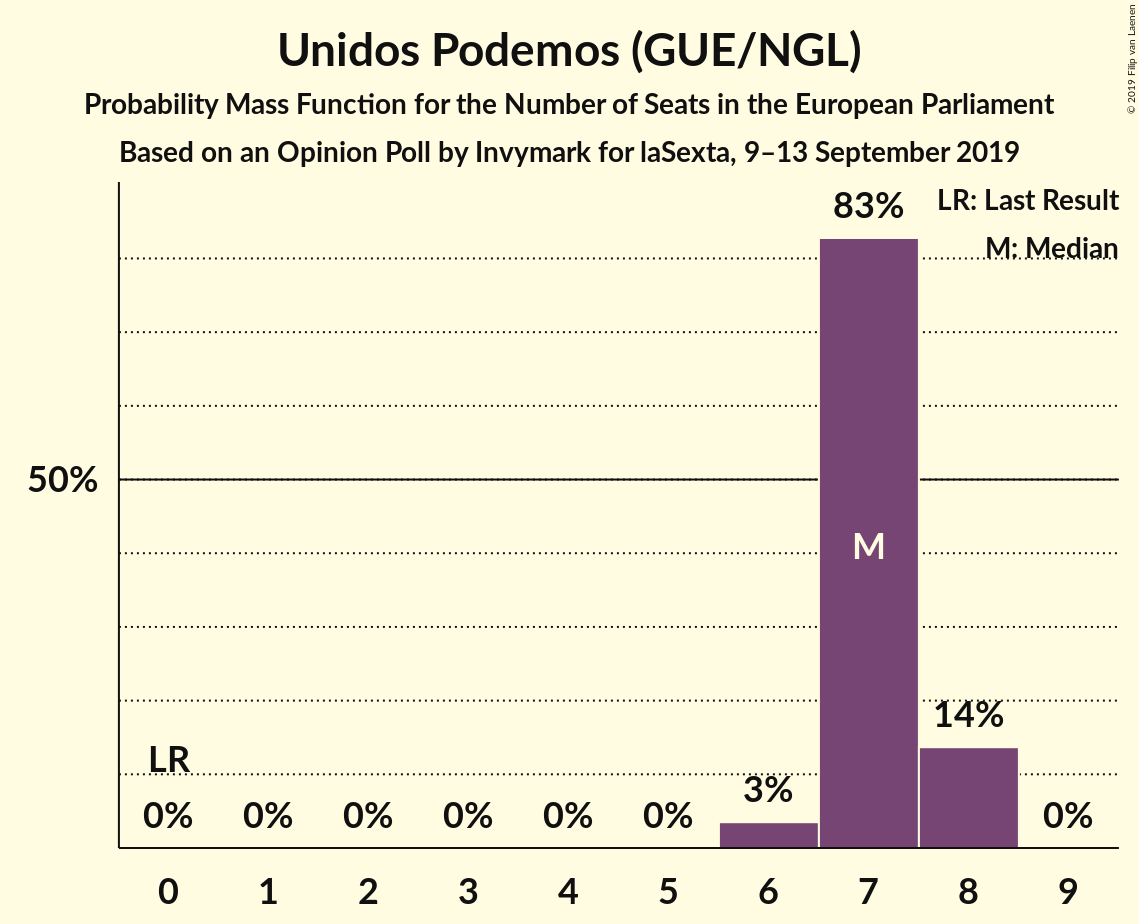 Unidos Podemos (GUE/NGL)
Probability Mass Function for the Number of Seats in the European Parliament
Based on an Opinion Poll by Invymark for laSexta, 9–13 September 2019
© 2019 Filip van Laenen
LR: Last Result
M: Median
83%
50%
M
14%
LR
3%
0% 0% 0% 0% 0% 0% 0%
0 1 2 3 4 5 6 7 8 9